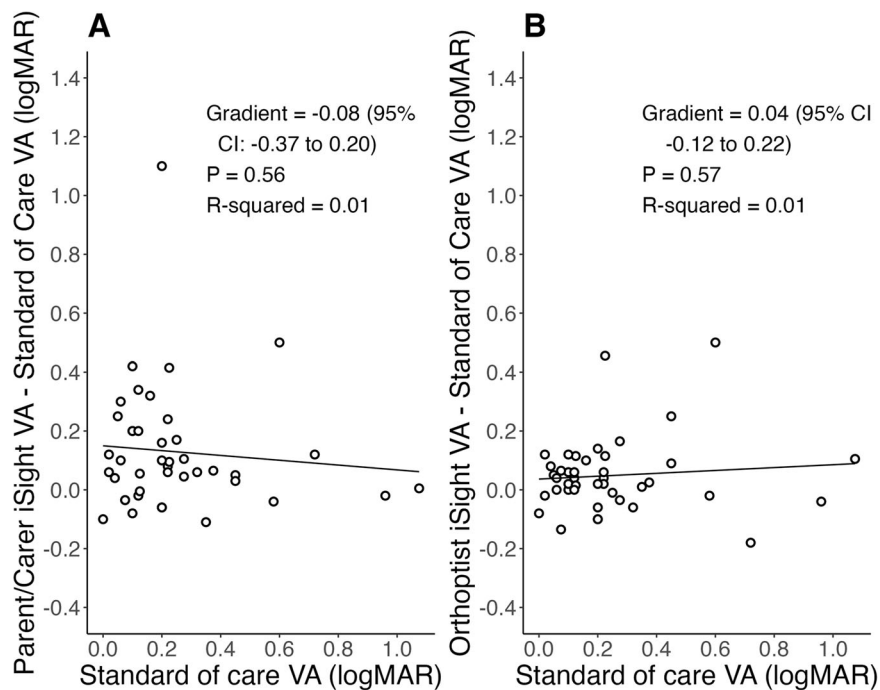 A
Parent/Carer iSight VA - Standard of Care VA (logMAR)
1.4
1.2
1.0
0.8
0.6
0.4
0.2
0.0
-0.2
-0.4
Gradient = -0.08 (95%
CI: -0.37 to 0.20)
P = 0.56
R-squared = 0.01
0.0 0.2 0.4 0.6 0.8 1.0
Standard of care VA (logMAR)
B
Orthoptist iSight VA - Standard of Care VA (logMAR)
1.4
1.2
1.0
0.8
0.6
0.4
0.2
0.0
-0.2
-0.4
Gradient = 0.04 (95% CI
-0.12 to 0.22)
P = 0.57
R-squared = 0.01
0.0 0.2 0.4 0.6 0.8 1.0
Standard of care VA (logMAR)